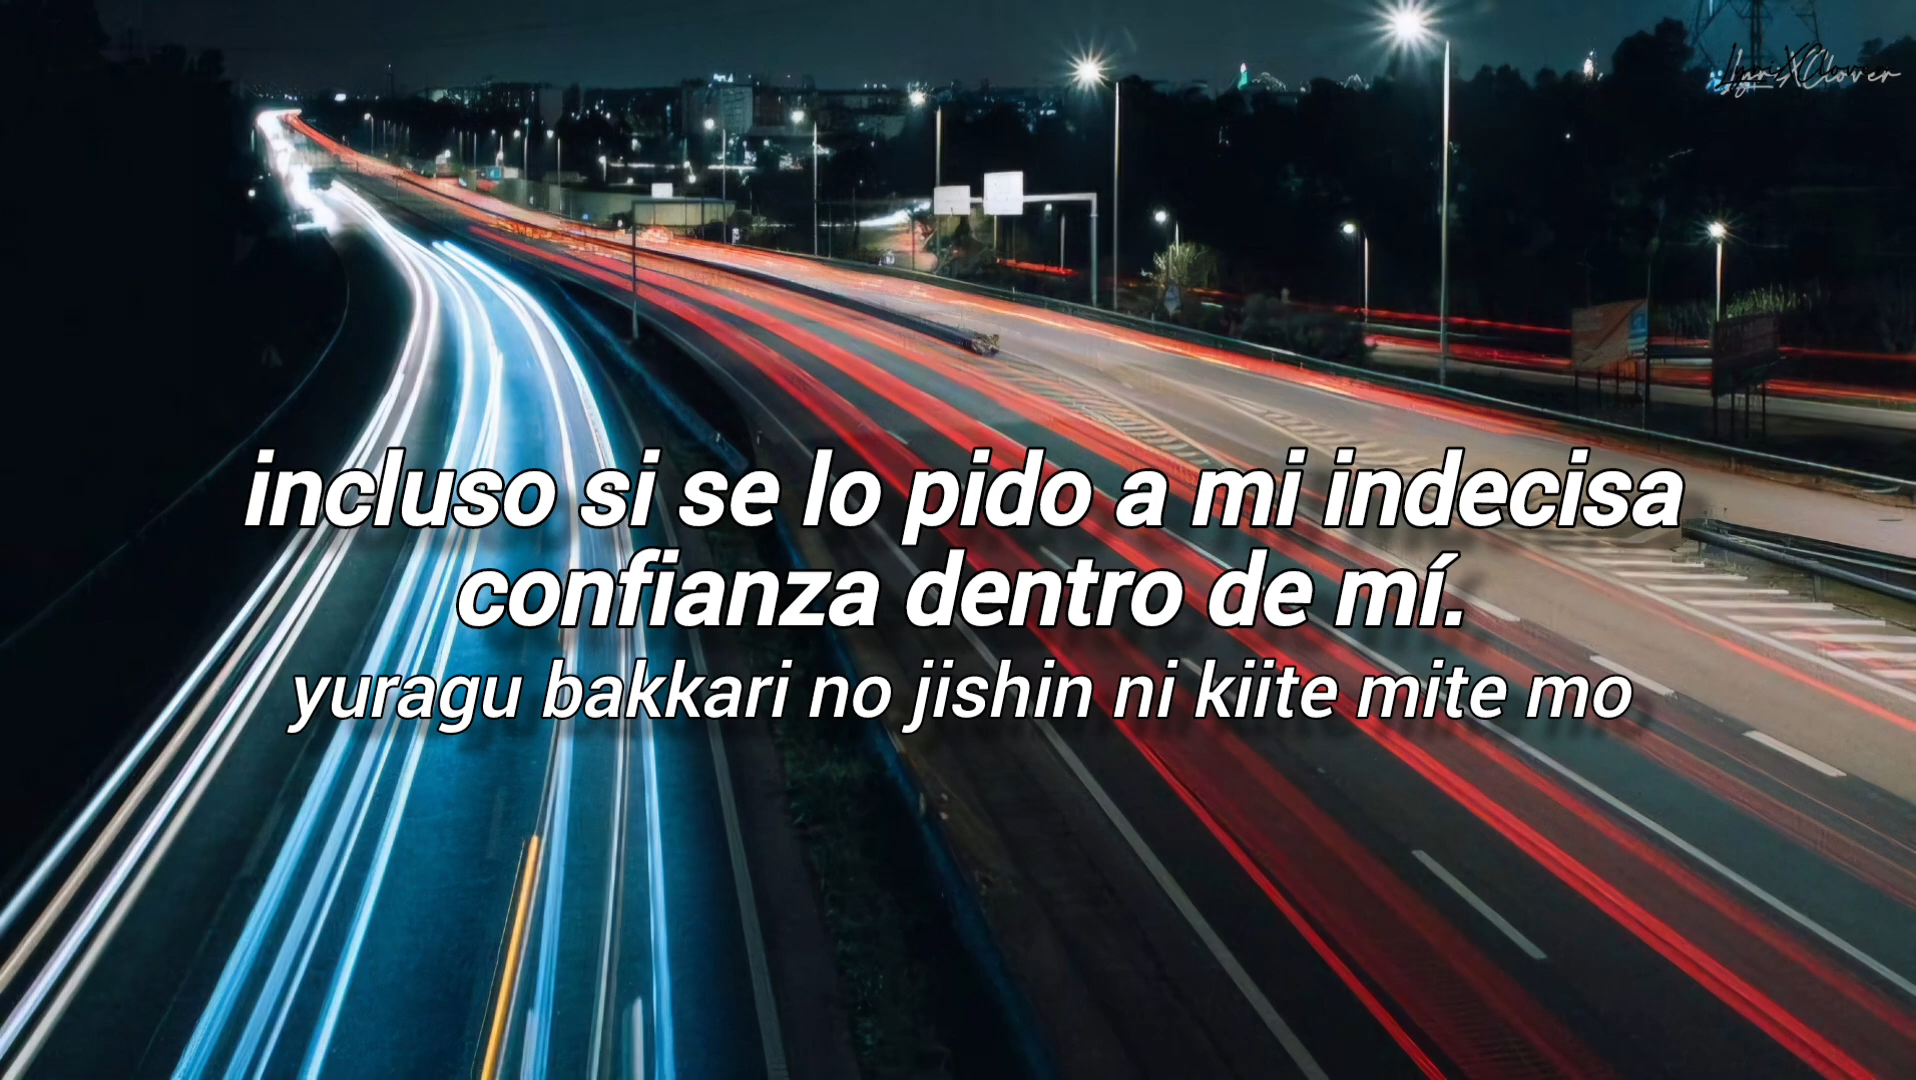 incluso si se lo pido a mi indecisa
confianza dentro de mí.
yuragu bakkari no jishin ni kiite mite mo